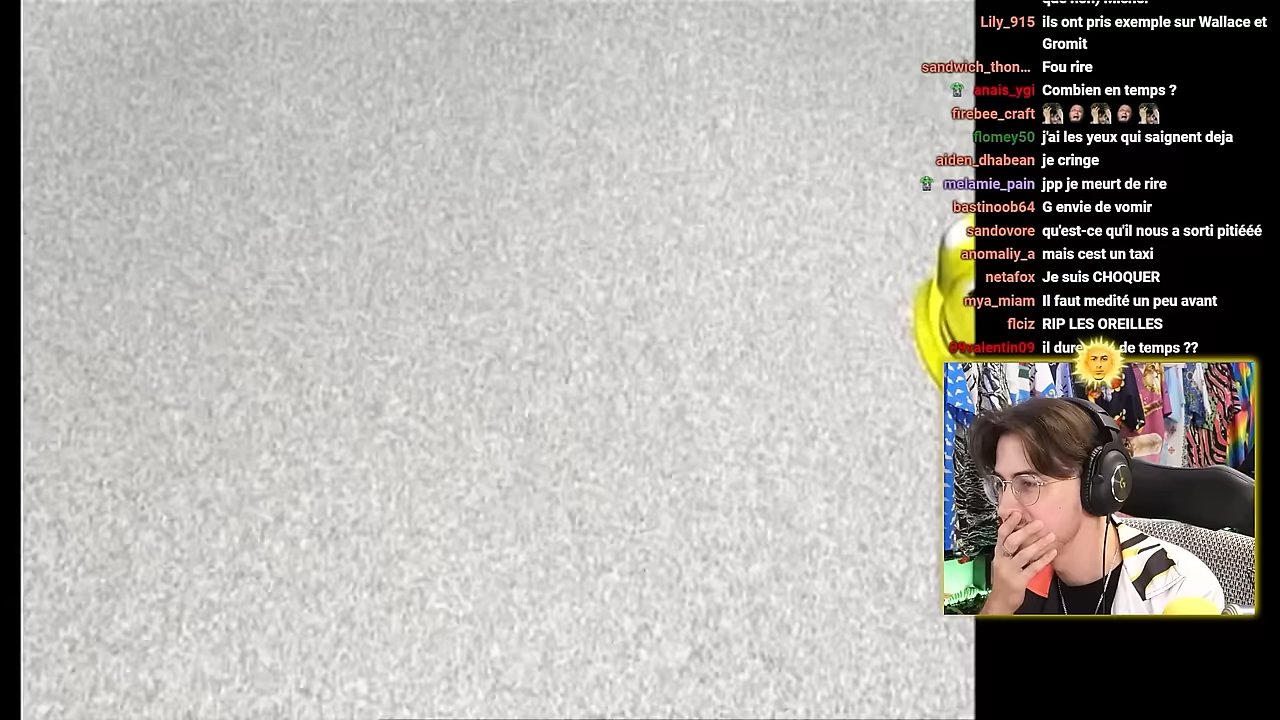 Lily_915 ils ont pris exemple sur Wallace et
Gromit
sandwich_thon... Fou rire
anais_ygi Combien en temps ?
firebee_craft
flomey50 j'ai les yeux qui saignent deja
aiden_dhabean je cringe
melamie_pain jpp je meurt de rire
bastinoob64 G envie de vomir
sandovore qu'est-ce qu'il nous a sorti pitiééé
anomaliy_a mais cest un taxi
netafox Je suis CHOQUER
mya_miam Il faut medité un peu avant
flciz RIP LES OREILLES
99valentin09 il dure de temps ??